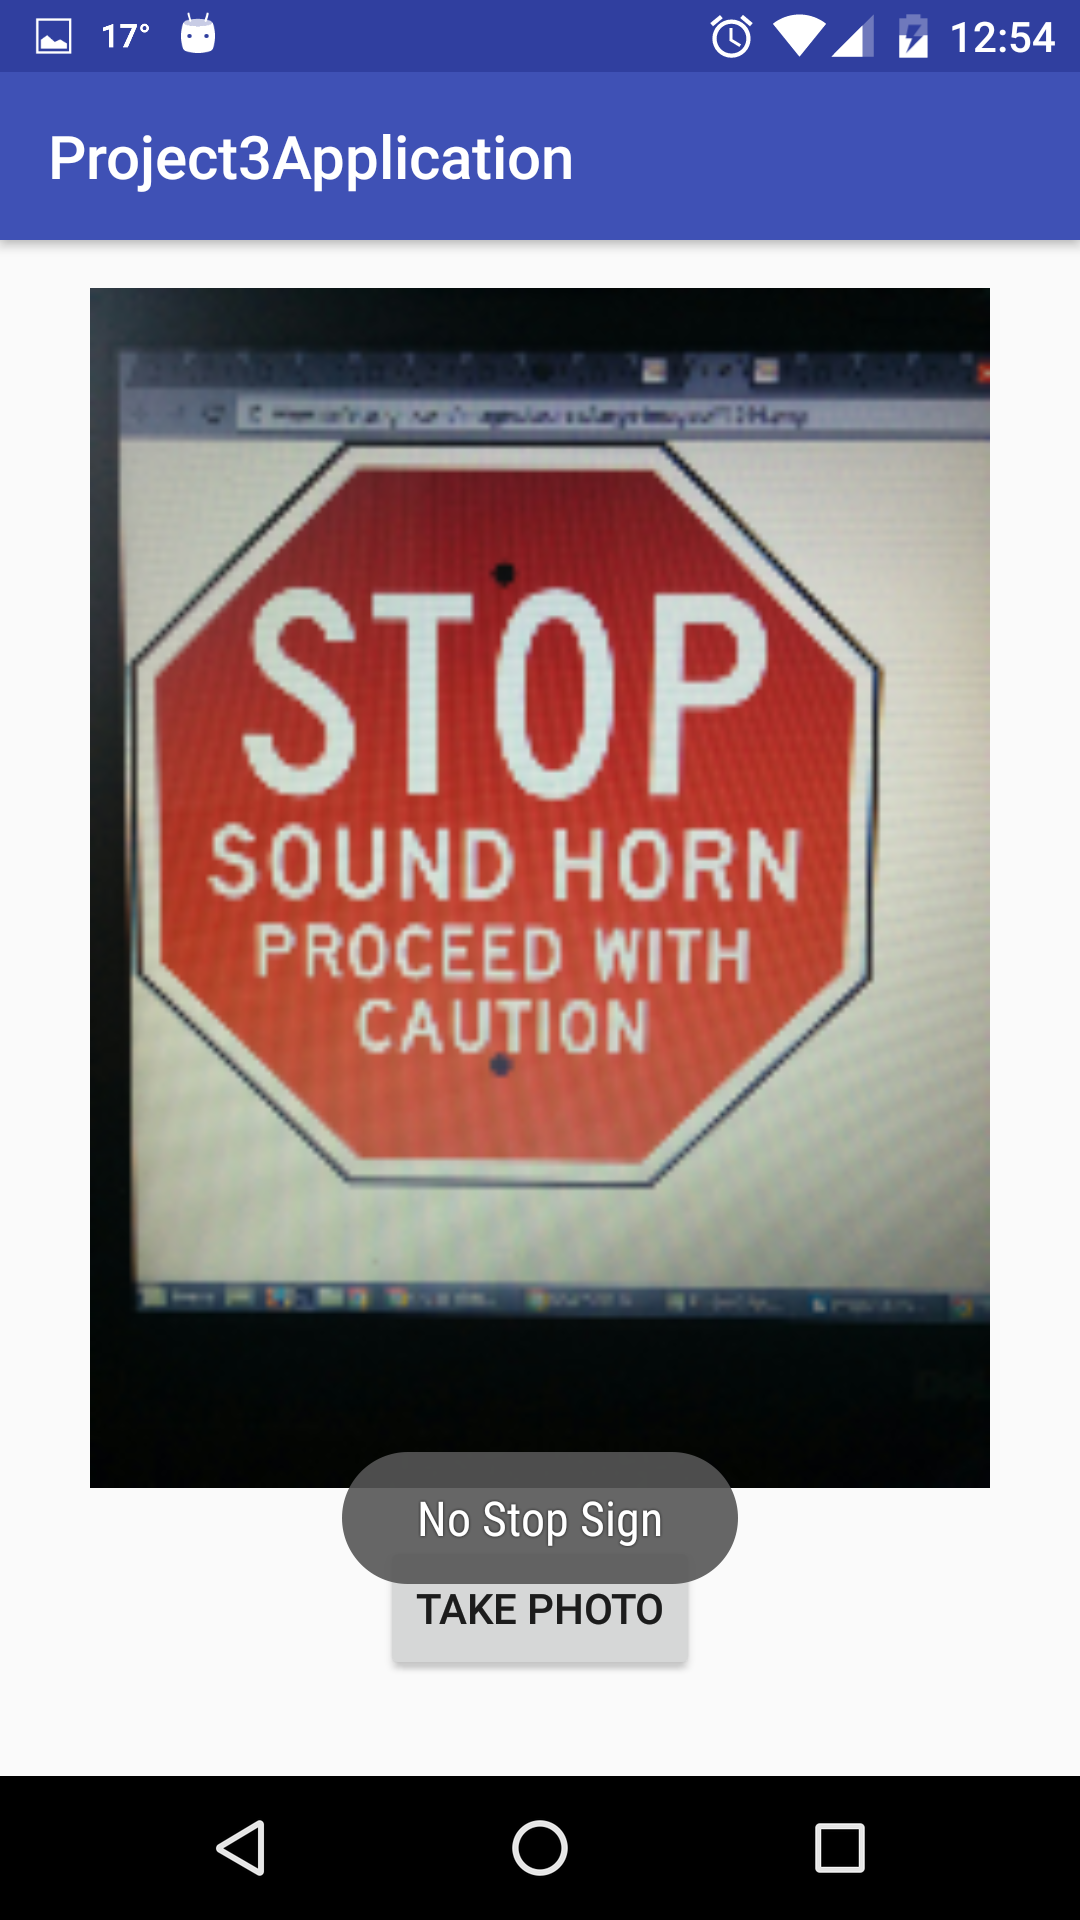 17° 12:54
Project3Application
STOP
SOUND HORN
PROCEED WITH
CAUTION
No Stop Sign
TAKE PHOTO